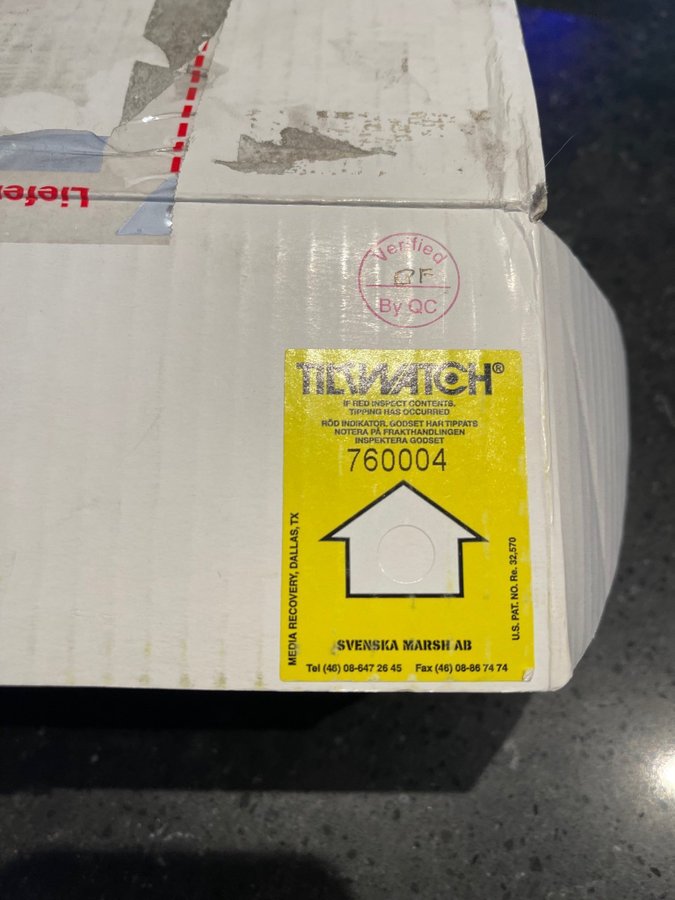 Liefe
Verified
By QC
TILTWATCH®
IF RED INSPECT CONTENTS.
TIPPING HAS OCCURRED
RÖD INDIKATOR. GODSET HAR TIPPATS
NOTERA PÅ FRAKTHANDLINGEN
INSPEKTERA GODSET
760004
MEDIA RECOVERY, DALLAS, TX
U.S. PAT. NO. Re. 32,570
SVENSKA MARSH AB
Tel (46) 08-647 26 45 Fax (46) 08-86 74 74